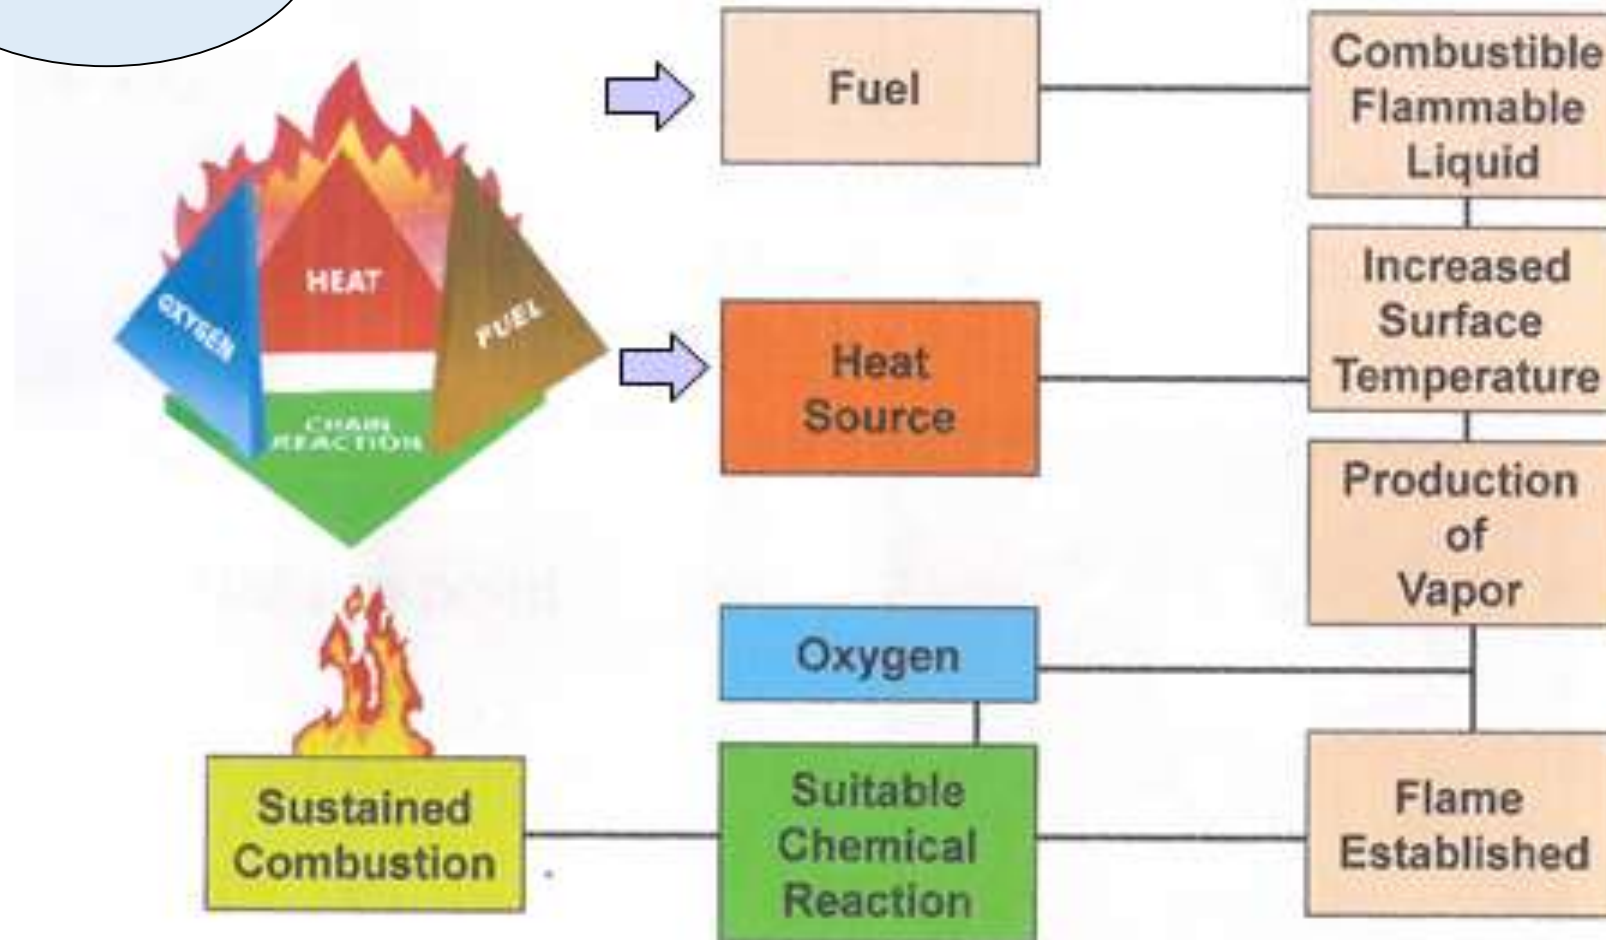 Fuel
Combustible
Flammable
Liquid
HEAT
OXYGEN
FUEL
CHAIN
REACTION
Heat
Source
Increased
Surface
Temperature
Production
of
Vapor
Oxygen
Sustained
Combustion
Suitable
Chemical
Reaction
Flame
Established